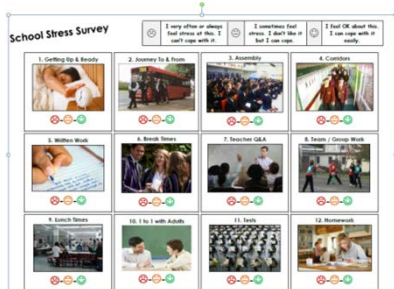 School Stress Survey
I very often or always
feel stress at this. I
can't cope with it.
I sometimes feel
stress. I don't like it
but I can cope.
I feel OK about this.
I can cope with it
easily.
1. Getting Up & Ready
2. Journey To & From
3. Assembly
4. Corridors
5. Written Work
6. Break Times
7. Teacher Q&A
8. Team / Group Work
9. Lunch Times
10. 1 to 1 with Adults
11. Tests
12. Homework